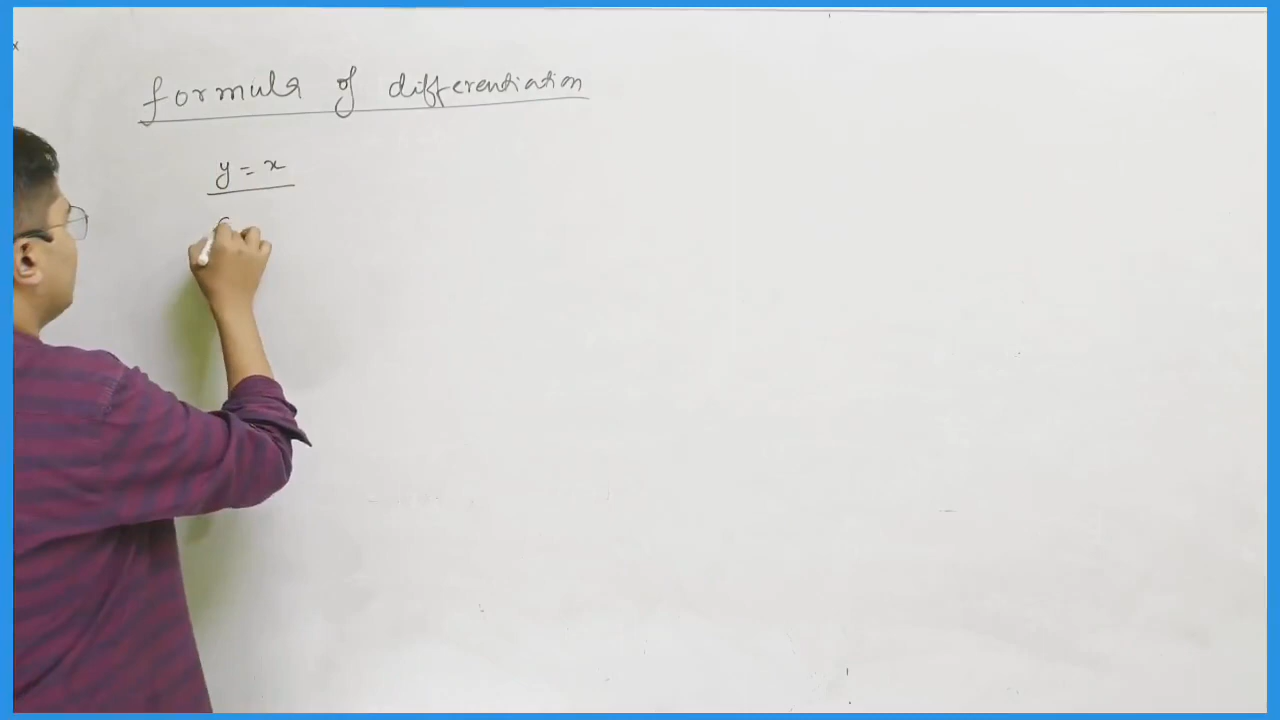 formula of differentiation
y = x